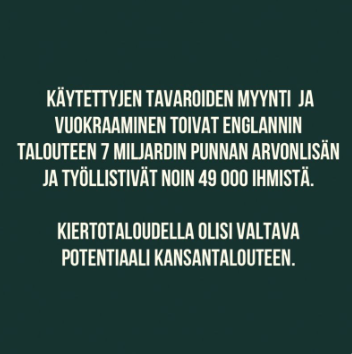 KÄYTETTYJEN TAVAROIDEN MYYNTI JA
VUOKRAAMINEN TOIVAT ENGLANNIN
TALOUTEEN 7 MILJARDIN PUNNAN ARVONLISÄN
JA TYÖLLISTIVÄT NOIN 49 000 IHMISTÄ.
KIERTOTALOUDELLA OLISI VALTAVA
POTENTIAALI KANSANTALOUTEEN.